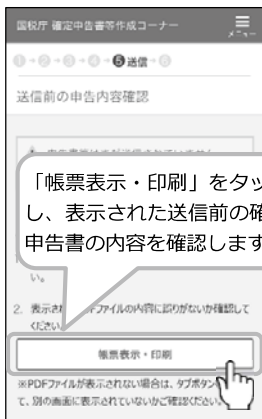 国税庁 確定申告書等作成コーナー
メニュー
①-②-③-④-❺送信-⑥
送信前の申告内容確認
「帳票表示・印刷」をタッ
し、表示された送信前の確
申告書の内容を確認します
い。
2. 表示され
ファイルの内容に誤りがないか確認して
ください。
帳票表示・印刷
※PDFファイルが表示されない場合は、タブボタン
て、別の画面に表示されていないかご確認ください。